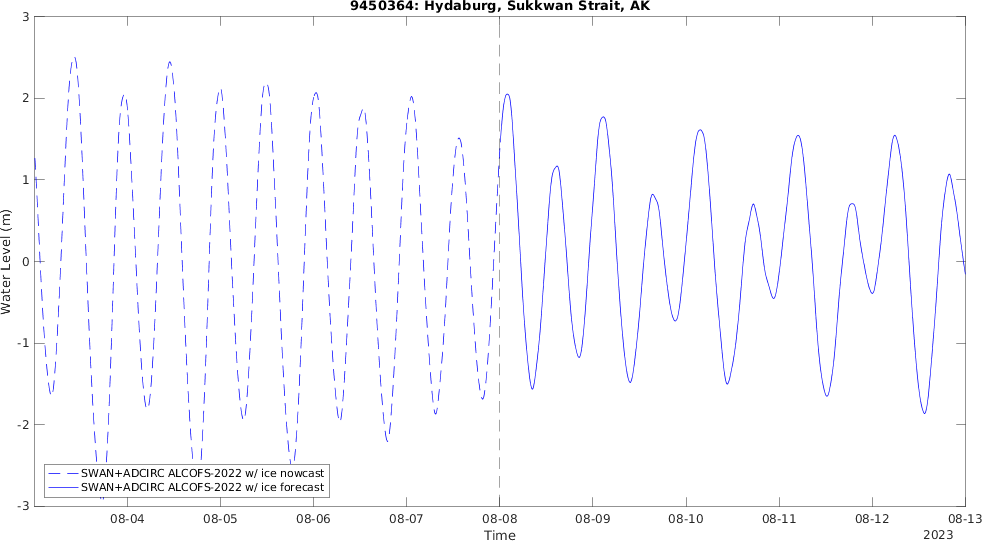 9450364: Hydaburg, Sukkwan Strait, AK
3
2
1
0
-1
-2
-3
Water Level (m)
SWAN+ADCIRC ALCOFS-2022 w/ ice nowcast
SWAN+ADCIRC ALCOFS-2022 w/ ice forecast
08-04 08-05 08-06 08-07 08-08 08-09 08-10 08-11 08-12 08-13
Time
2023